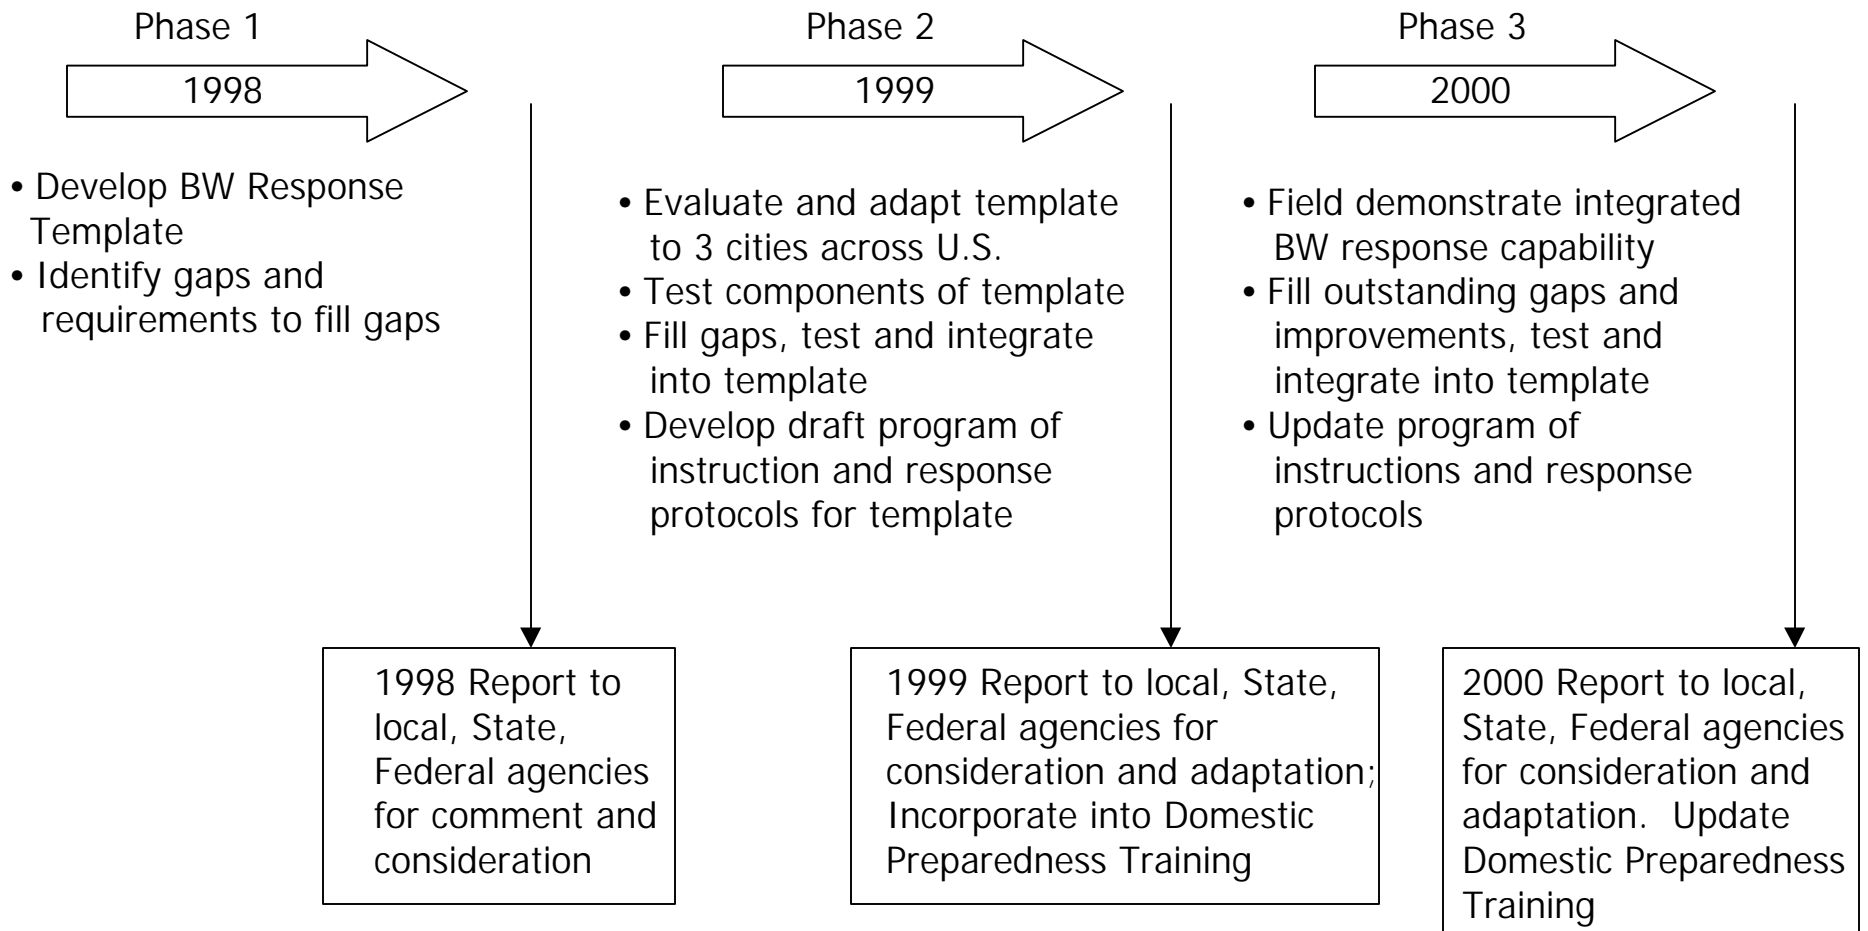 Phase 1
1998
• Develop BW Response
Template
• Identify gaps and
requirements to fill gaps
1998 Report to
local, State,
Federal agencies
for comment and
consideration
Phase 2
1999
• Evaluate and adapt template
to 3 cities across U.S.
• Test components of template
• Fill gaps, test and integrate
into template
• Develop draft program of
instruction and response
protocols for template
1999 Report to local, State,
Federal agencies for
consideration and adaptation;
Incorporate into Domestic
Preparedness Training
Phase 3
2000
• Field demonstrate integrated
BW response capability
• Fill outstanding gaps and
improvements, test and
integrate into template
• Update program of
instructions and response
protocols
2000 Report to local,
State, Federal agencies
for consideration and
adaptation.  Update
Domestic Preparedness
Training